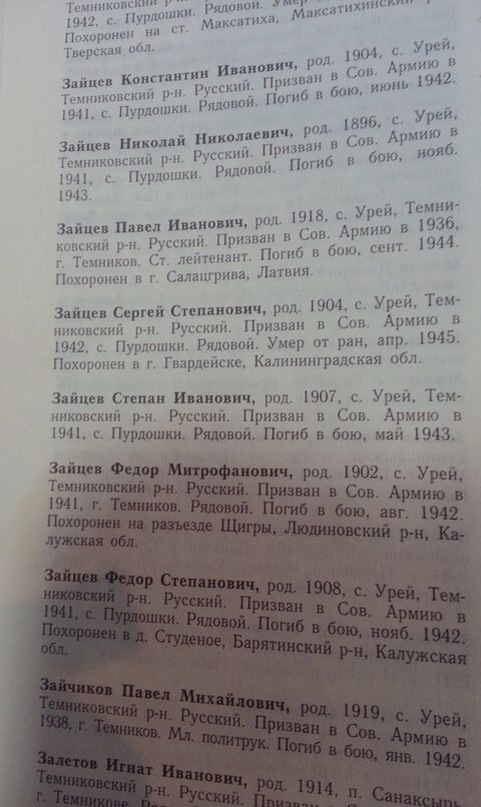 Темниковский р-н. Русский. Призван
1942, с. Пурдошки. Рядовой. Умер
Похоронен на ст. Максатиха, Максатихинский
Тверская обл.
Зайцев Константин Иванович, род. 1904, с. Урей,
Темниковский р-н. Русский. Призван в Сов. Армию в
1941, с. Пурдошки. Рядовой. Погиб в бою, июнь 1942.
Зайцев Николай Николаевич, род. 1896, с. Урей,
Темниковский р-н. Русский. Призван в Сов. Армию в
1941, с. Пурдошки. Рядовой. Погиб в бою, нояб.
1943.
Зайцев Павел Иванович, род. 1918, с. Урей, Темни-
ковский р-н. Русский. Призван в Сов. Армию в 1936,
г. Темников. Ст. лейтенант. Погиб в бою, сент. 1944.
Похоронен в г. Салацгрива, Латвия.
Зайцев Сергей Степанович, род. 1904, с. Урей, Тем-
никовский р-н. Русский. Призван в Сов. Армию в
1942, с. Пурдошки. Рядовой. Умер от ран, апр. 1945.
Похоронен в г. Гвардейске, Калининградская обл.
Зайцев Степан Иванович, род. 1907, с. Урей, Тем-
никовский р-н. Русский. Призван в Сов. Армию в
1941, с. Пурдошки. Рядовой. Погиб в бою, май 1943.
Зайцев Федор Митрофанович, род. 1902, с. Урей,
Темниковский р-н. Русский. Призван в Сов. Армию в
1941, г. Темников. Рядовой. Погиб в бою, авг. 1942.
Похоронен на разъезде Щигры, Людиновский р-н, Ка-
лужская обл.
Зайцев Федор Степанович, род. 1908, с. Урей, Тем-
никовский р-н. Русский. Призван в Сов. Армию в
1941, с. Пурдошки. Рядовой. Погиб в бою, нояб. 1942.
Похоронен в д. Студеное, Барятинский р-н, Калужская
обл.
Зайчиков Павел Михайлович, род. 1919, с. Урей,
Темниковский р-н. Русский. Призван в Сов. Армию в
1938, г. Темников. Мл. политрук. Погиб в бою, янв. 1942.
Залетов Игнат Иванович, род. 1914, п. Санаксырь
Темниковский р-н. Русский. Призван в Сов. Армию
г. Темникове.